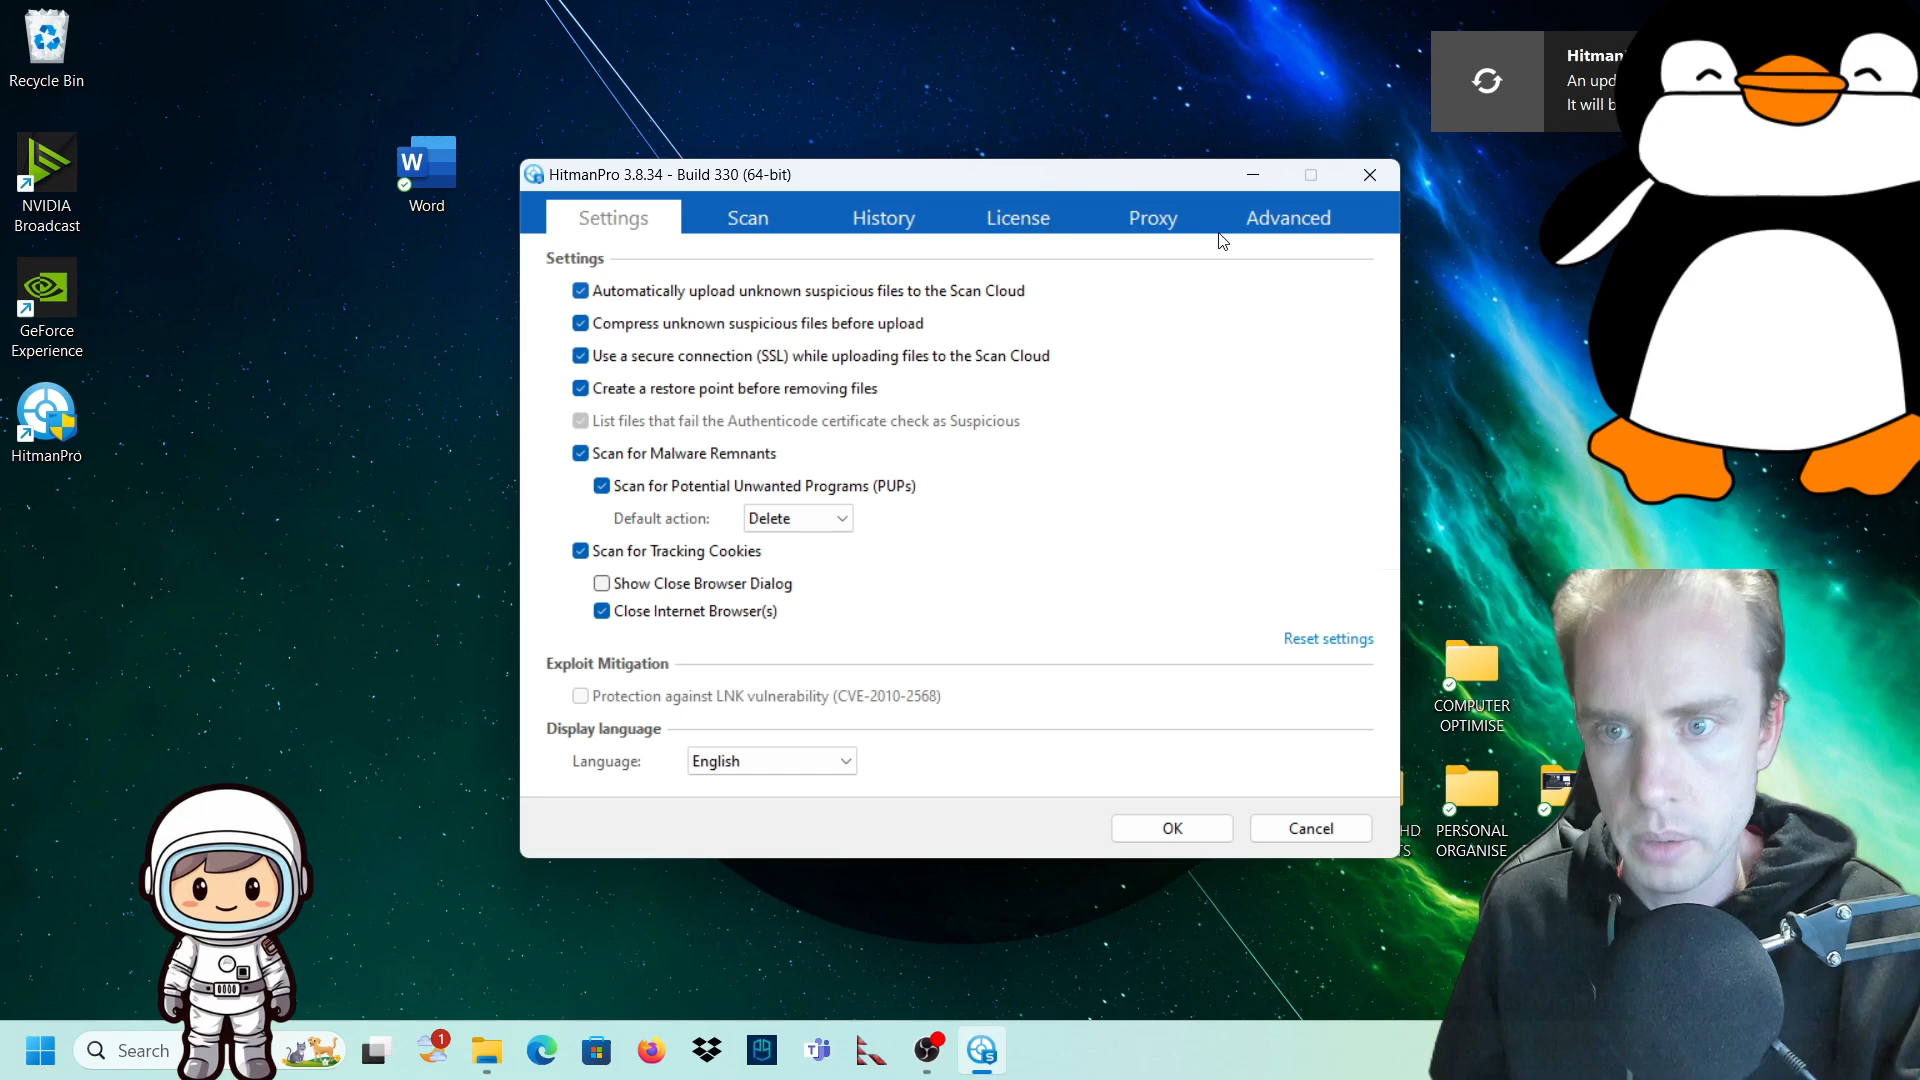 Recycle Bin
NVIDIA
Broadcast
GeForce
Experience
HitmanPro
W
Word
Hitman
An upd
It will b
HitmanPro 3.8.34 - Build 330 (64-bit)
Settings
Scan
History
License
Proxy
Advanced
Settings
Automatically upload unknown suspicious files to the Scan Cloud
Compress unknown suspicious files before upload
Use a secure connection (SSL) while uploading files to the Scan Cloud
Create a restore point before removing files
List files that fail the Authenticode certificate check as Suspicious
Scan for Malware Remnants
Scan for Potential Unwanted Programs (PUPs)
Default action: Delete
Scan for Tracking Cookies
Show Close Browser Dialog
Close Internet Browser(s)
Reset settings
Exploit Mitigation
Protection against LNK vulnerability (CVE-2010-2568)
Display language
Language: English
OK
Cancel
COMPUTER
OPTIMISE
HD
TS
PERSONAL
ORGANISE
Search
1